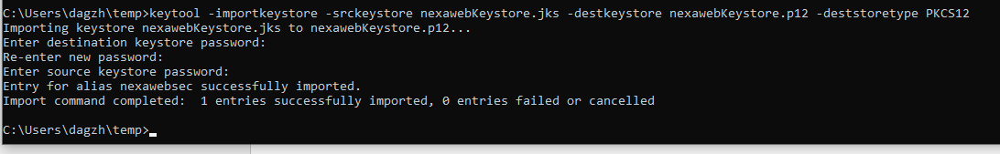 C:\Users\dagzh\temp>keytool -importkeystore -srckeystore nexawebKeystore.jks -destkeystore nexawebKeystore.p12 -deststoretype PKCS12
Importing keystore nexawebKeystore.jks to nexawebKeystore.p12...
Enter destination keystore password:
Re-enter new password:
Enter source keystore password:
Entry for alias nexawebsec successfully imported.
Import command completed:  1 entries successfully imported, 0 entries failed or cancelled
C:\Users\dagzh\temp>